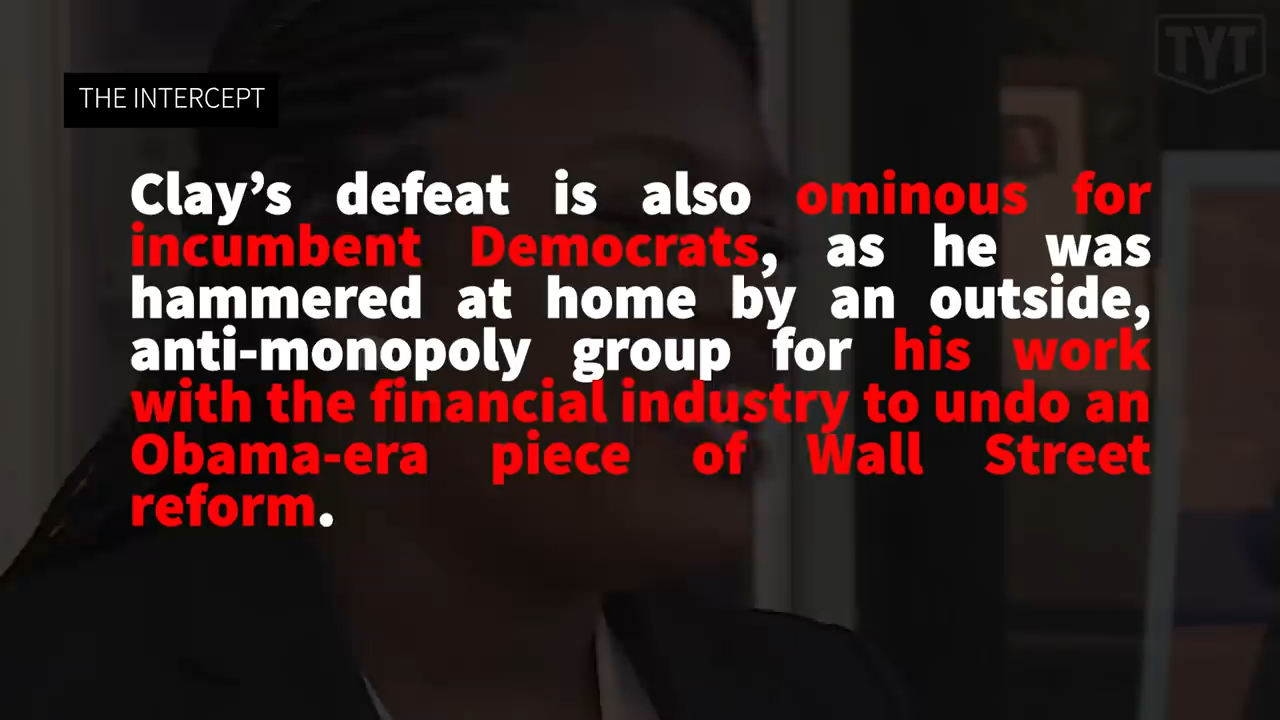 TYT
THE INTERCEPT
Clay’s defeat is also ominous for
incumbent Democrats, as he was
hammered at home by an outside,
anti-monopoly group for his work
with the financial industry to undo an
Obama-era piece of Wall Street
reform.